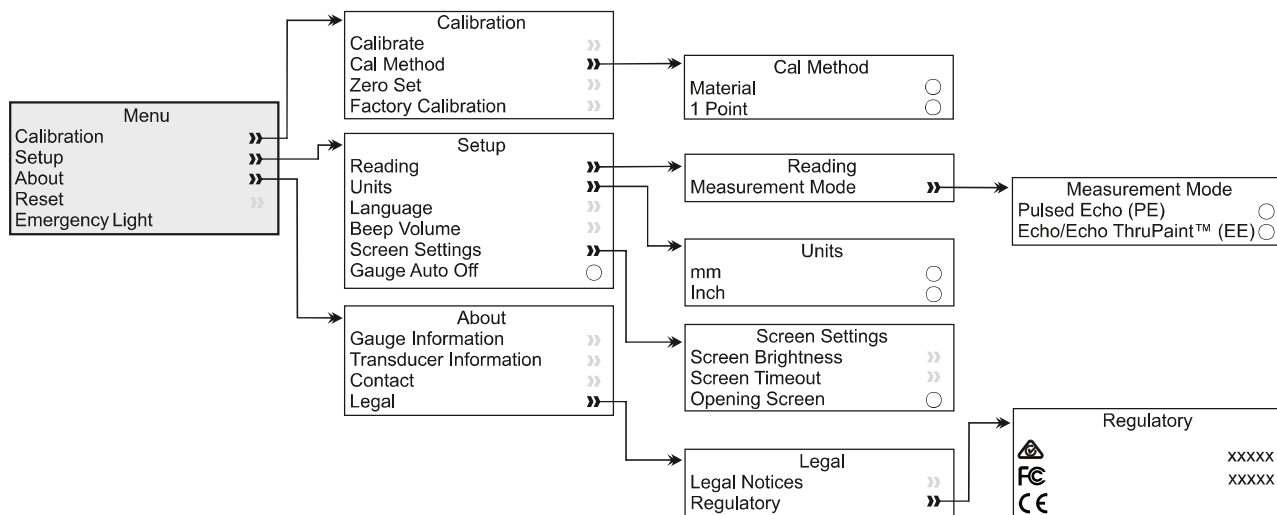 Menu
Calibration
Setup
About
Reset
Emergency Light
Calibration
Calibrate
Cal Method
Zero Set
Factory Calibration
Cal Method
Material
1 Point
Setup
Reading
Units
Language
Beep Volume
Screen Settings
Gauge Auto Off
Reading
Measurement Mode
Measurement Mode
Pulsed Echo (PE)
Echo/Echo ThruPaint™ (EE)
Units
mm
Inch
Screen Settings
Screen Brightness
Screen Timeout
Opening Screen
About
Gauge Information
Transducer Information
Contact
Legal
Legal
Legal Notices
Regulatory
Regulatory
xxxxx
FC xxxxx
CE